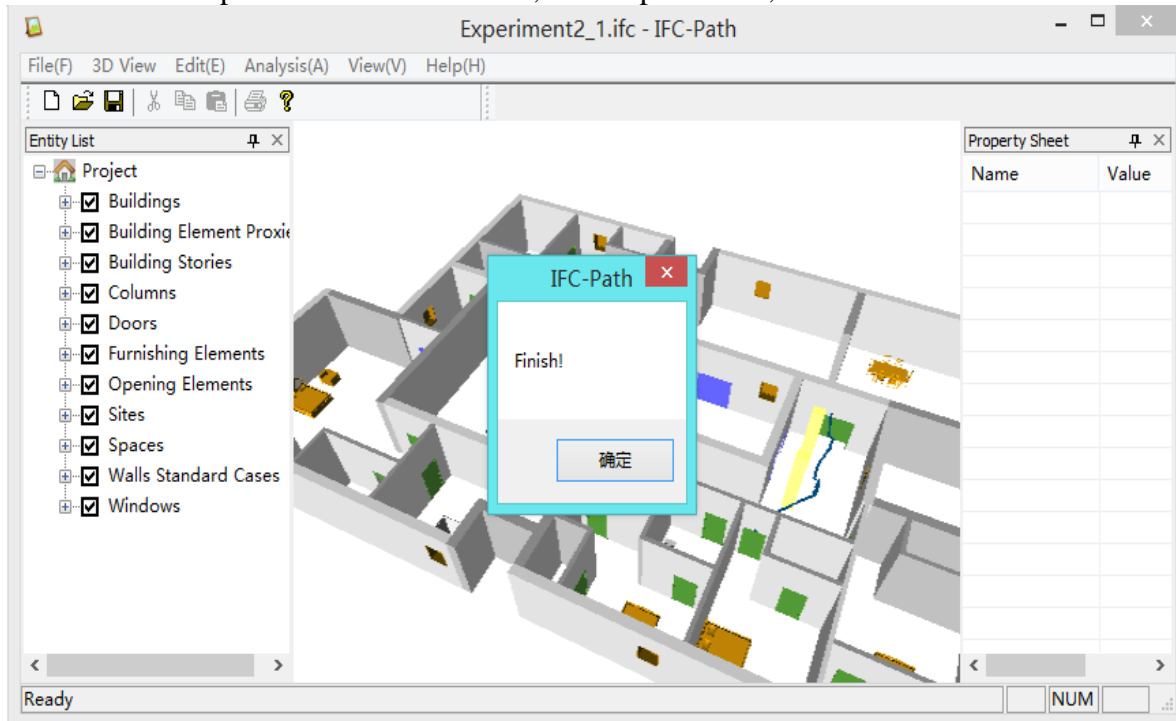 Experiment2_1.ifc - IFC-Path
File(F) 3D View Edit(E) Analysis(A) View(V) Help(H)
Entity List
Project
Buildings
Building Element Proxie
Building Stories
Columns
Doors
Furnishing Elements
Opening Elements
Sites
Spaces
Walls Standard Cases
Windows
IFC-Path
Finish!
确定
Property Sheet
Name Value
Ready
NUM